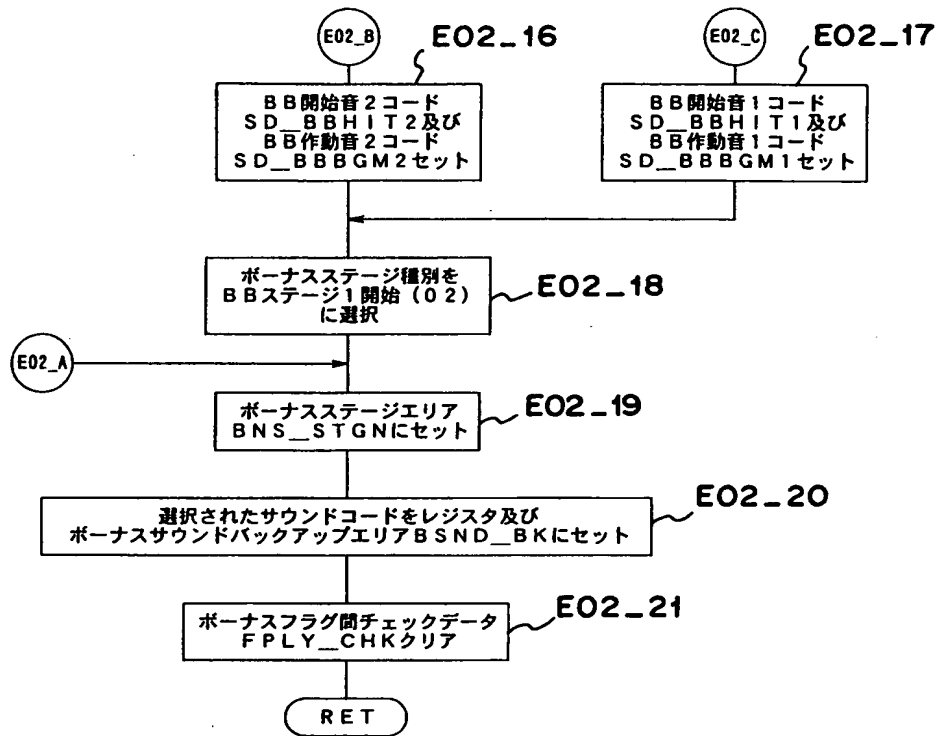 E02_B
E02_16
E02_C
E02_17
BB開始音2コード
SD__BBHIT2及び
BB作動音2コード
SD__BBBGM2セット
BB開始音1コード
SD__BBHIT1及び
BB作動音1コード
SD__BBBGM1セット
ボーナスステージ種別を
BBステージ1開始(02)
に選択
E02_18
E02_A
ボーナスステージエリア
BNS__STGNにセット
E02_19
選択されたサウンドコードをレジスタ及び
ボーナスサウンドバックアップエリアBSND__BKにセット
E02_20
ボーナスフラグ間チェックデータ
FPLY__CHKクリア
E02_21
RET